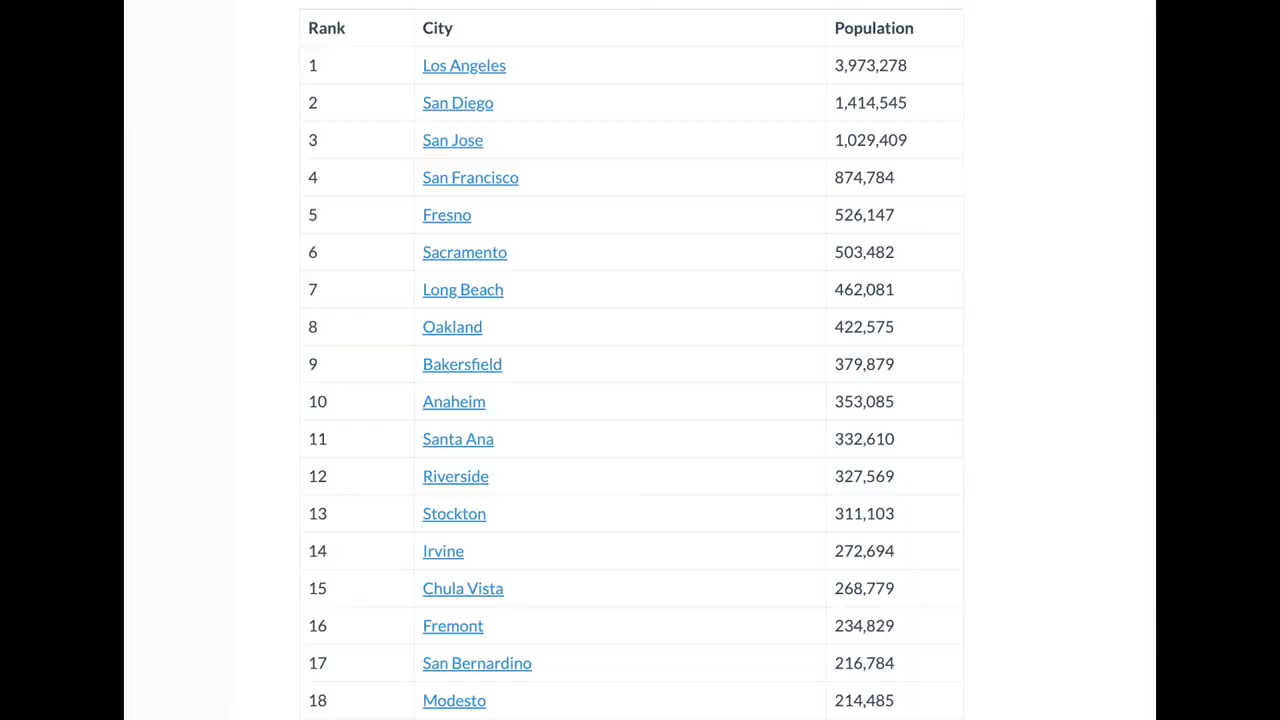 Rank City Population
1 Los Angeles 3,973,278
2 San Diego 1,414,545
3 San Jose 1,029,409
4 San Francisco 874,784
5 Fresno 526,147
6 Sacramento 503,482
7 Long Beach 462,081
8 Oakland 422,575
9 Bakersfield 379,879
10 Anaheim 353,085
11 Santa Ana 332,610
12 Riverside 327,569
13 Stockton 311,103
14 Irvine 272,694
15 Chula Vista 268,779
16 Fremont 234,829
17 San Bernardino 216,784
18 Modesto 214,485